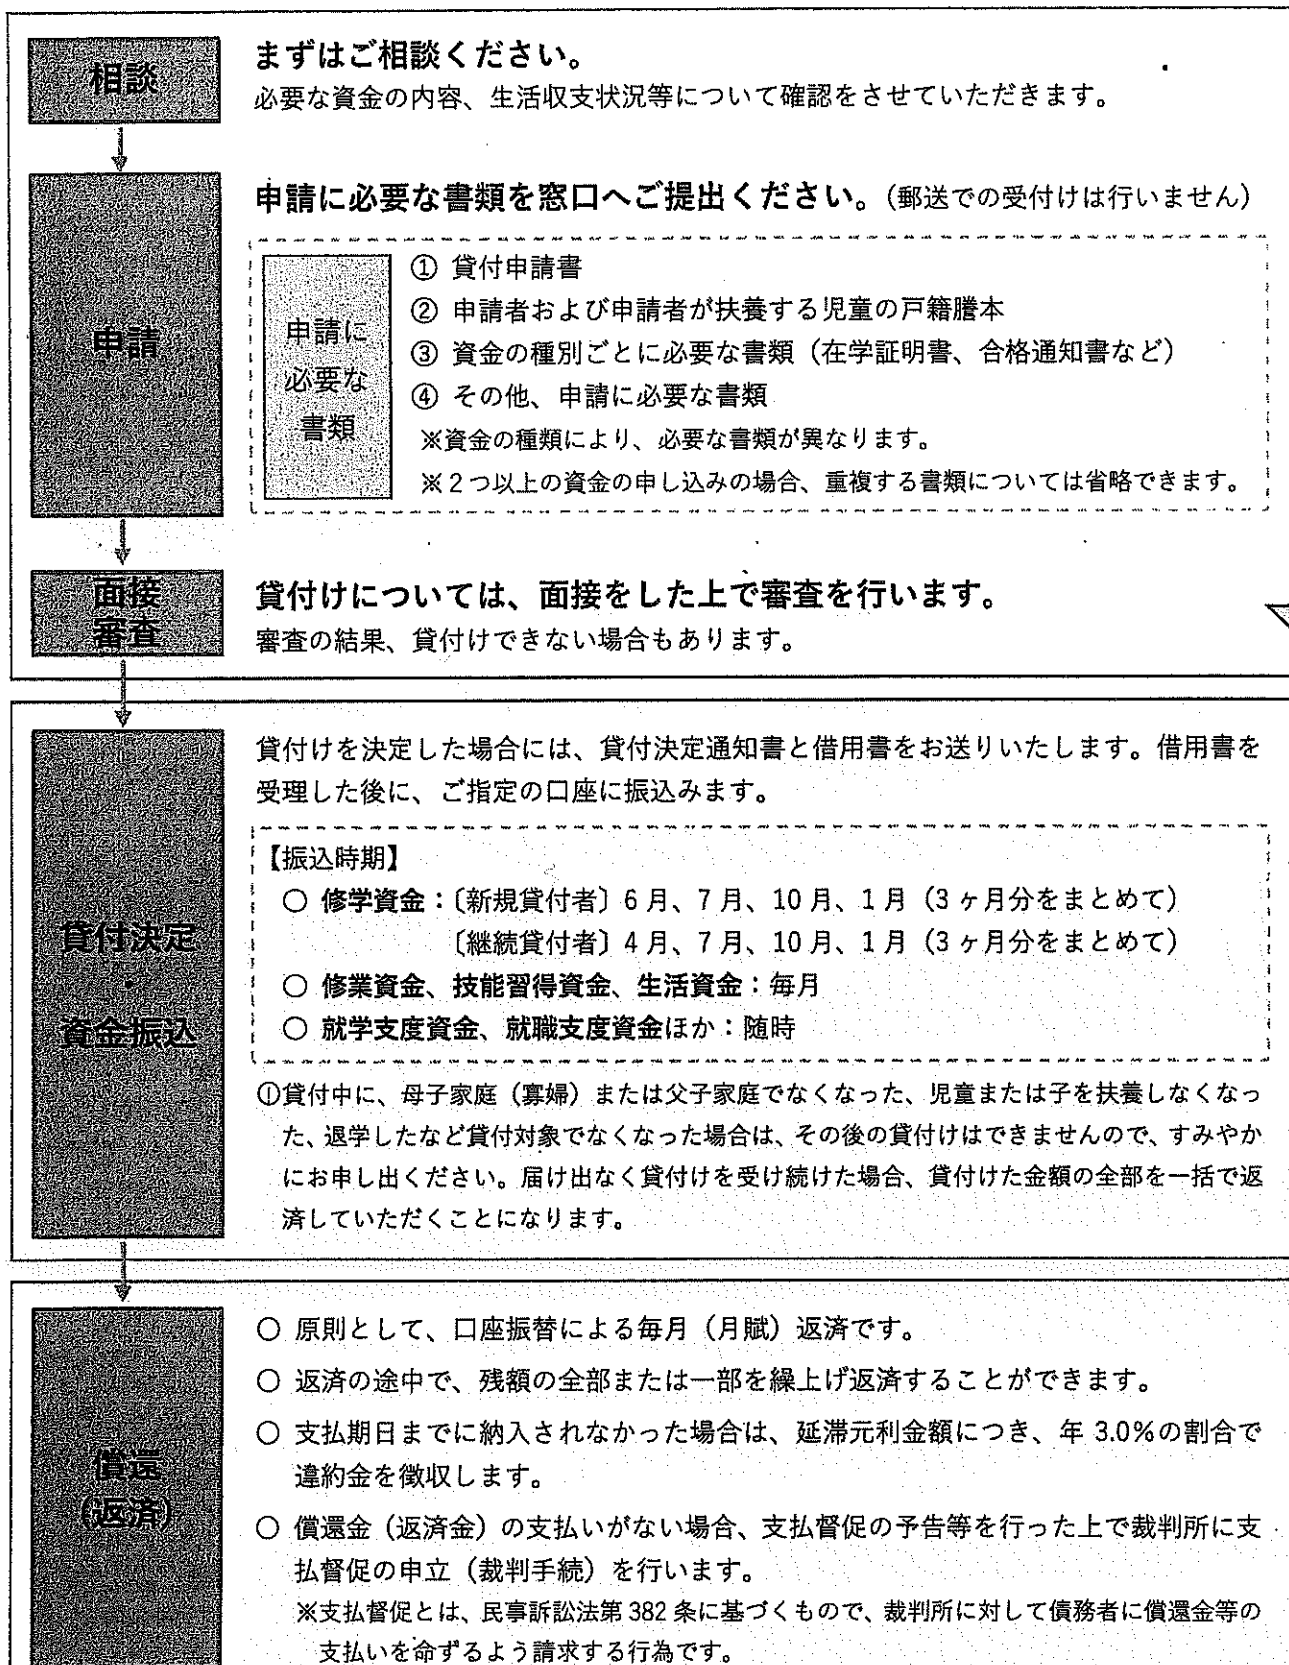 相談
まずはご相談ください。
必要な資金の内容、生活収支状況等について確認をさせていただきます。
申請
申請に必要な書類を窓口へご提出ください。（郵送での受付けは行いません）
申請に
必要な
書類
① 貸付申請書
② 申請者および申請者が扶養する児童の戸籍謄本
③ 資金の種別ごとに必要な書類（在学証明書、合格通知書など）
④ その他、申請に必要な書類
※資金の種類により、必要な書類が異なります。
※２つ以上の資金の申し込みの場合、重複する書類については省略できます。
面接
審査
貸付けについては、面接をした上で審査を行います。
審査の結果、貸付けできない場合もあります。
貸付決定
・
資金振込
貸付けを決定した場合には、貸付決定通知書と借用書をお送りいたします。借用書を
受理した後に、ご指定の口座に振込みます。
【振込時期】
○ 修学資金：〔新規貸付者〕6 月、7 月、10 月、1 月（3 ヶ月分をまとめて）
〔継続貸付者〕4 月、7 月、10 月、1 月（3 ヶ月分をまとめて）
○ 修業資金、技能習得資金、生活資金：毎月
○ 就学支度資金、就職支度資金ほか：随時
①貸付中に、母子家庭（寡婦）または父子家庭でなくなった、児童または子を扶養しなくなっ
た、退学したなど貸付対象でなくなった場合は、その後の貸付けはできませんので、すみやか
にお申し出ください。届け出なく貸付けを受け続けた場合、貸付けた金額の全部を一括で返
済していただくことになります。
償還
（返済）
○ 原則として、口座振替による毎月（月賦）返済です。
○ 返済の途中で、残額の全部または一部を繰上げ返済することができます。
○ 支払期日までに納入されなかった場合は、延滞元利金額につき、年 3.0％の割合で
違約金を徴収します。
○ 償還金（返済金）の支払いがない場合、支払督促の予告等を行った上で裁判所に支
払督促の申立（裁判手続）を行います。
※支払督促とは、民事訴訟法第 382 条に基づくもので、裁判所に対して債務者に償還金等の
支払いを命ずるよう請求する行為です。